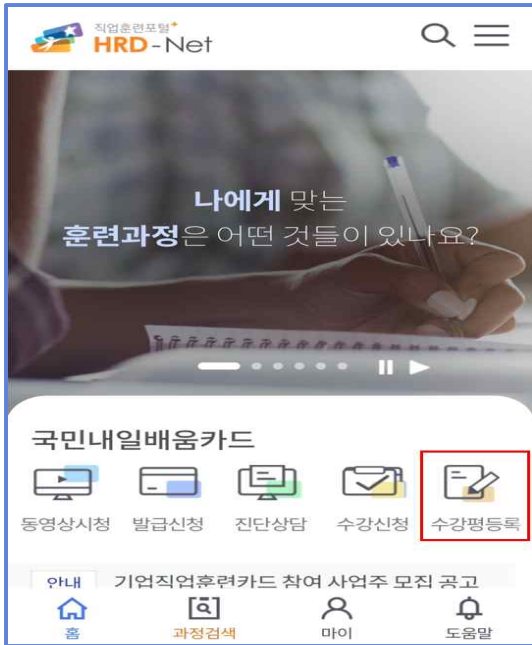 직업훈련포털
HRD-Net
나에게 맞는
훈련과정은 어떤 것들이 있나요?
국민내일배움카드
동영상시청 발급신청 진단상담 수강신청 수강평등록
안내 기업직업훈련카드 참여 사업주 모집 공고
홈 과정검색 마이 도움말